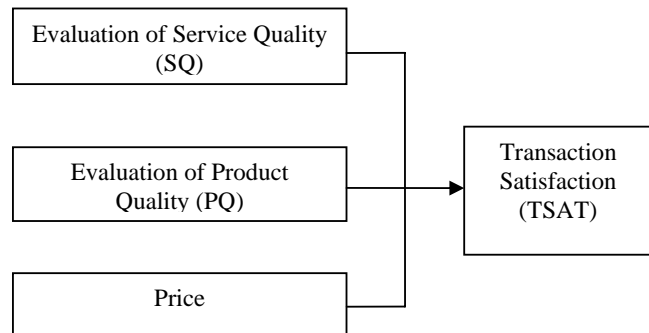 Evaluation of Service Quality
(SQ)
Evaluation of Product
Quality (PQ)
Price
Transaction
Satisfaction
(TSAT)